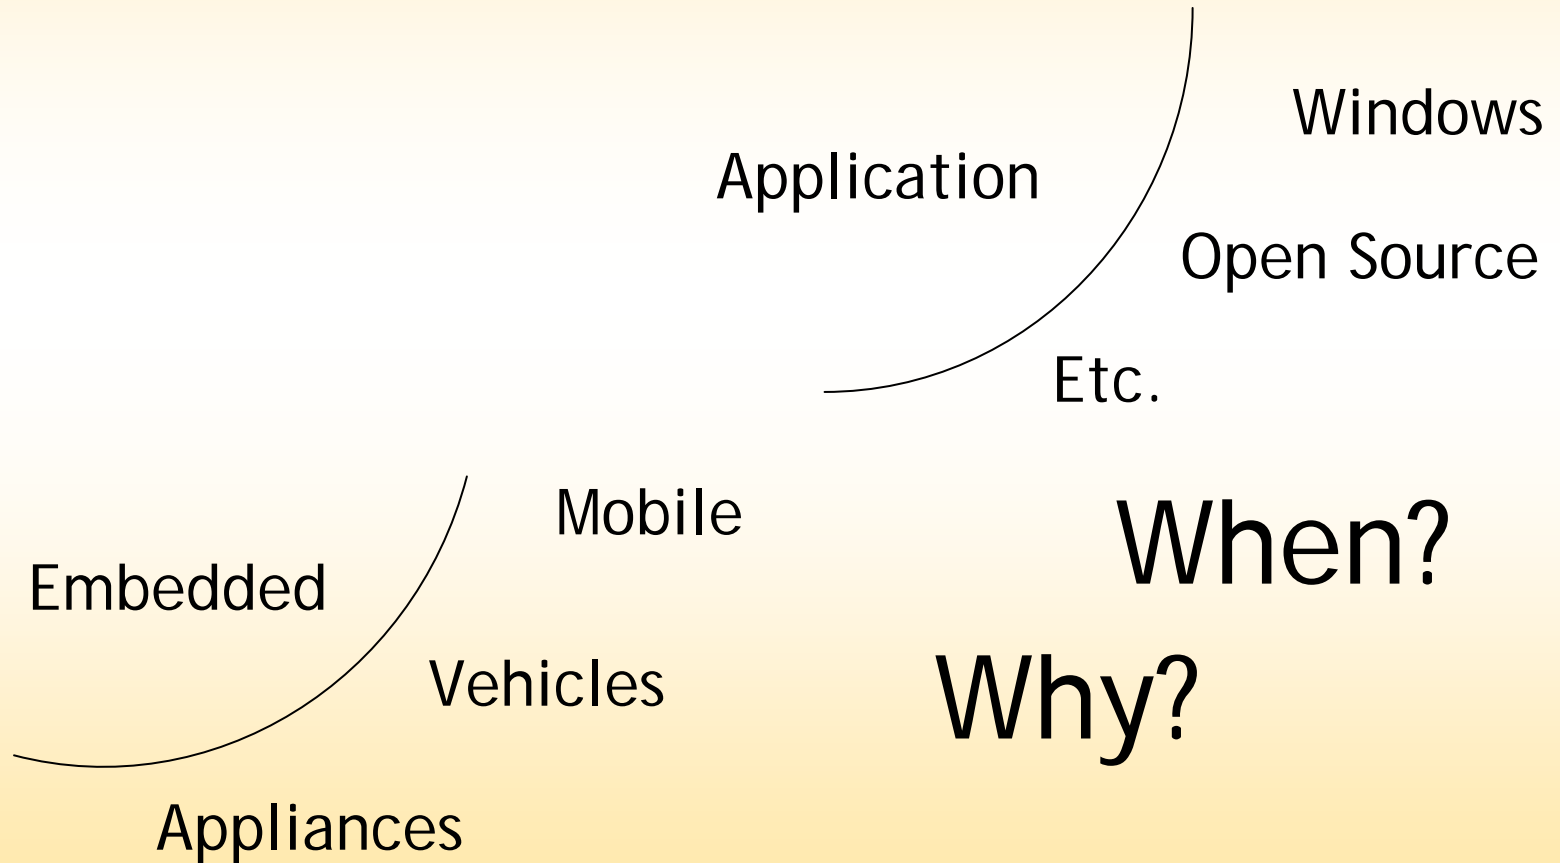 Windows
Application
Open Source
Etc.
Mobile
When?
Embedded
Vehicles
Why?
Appliances